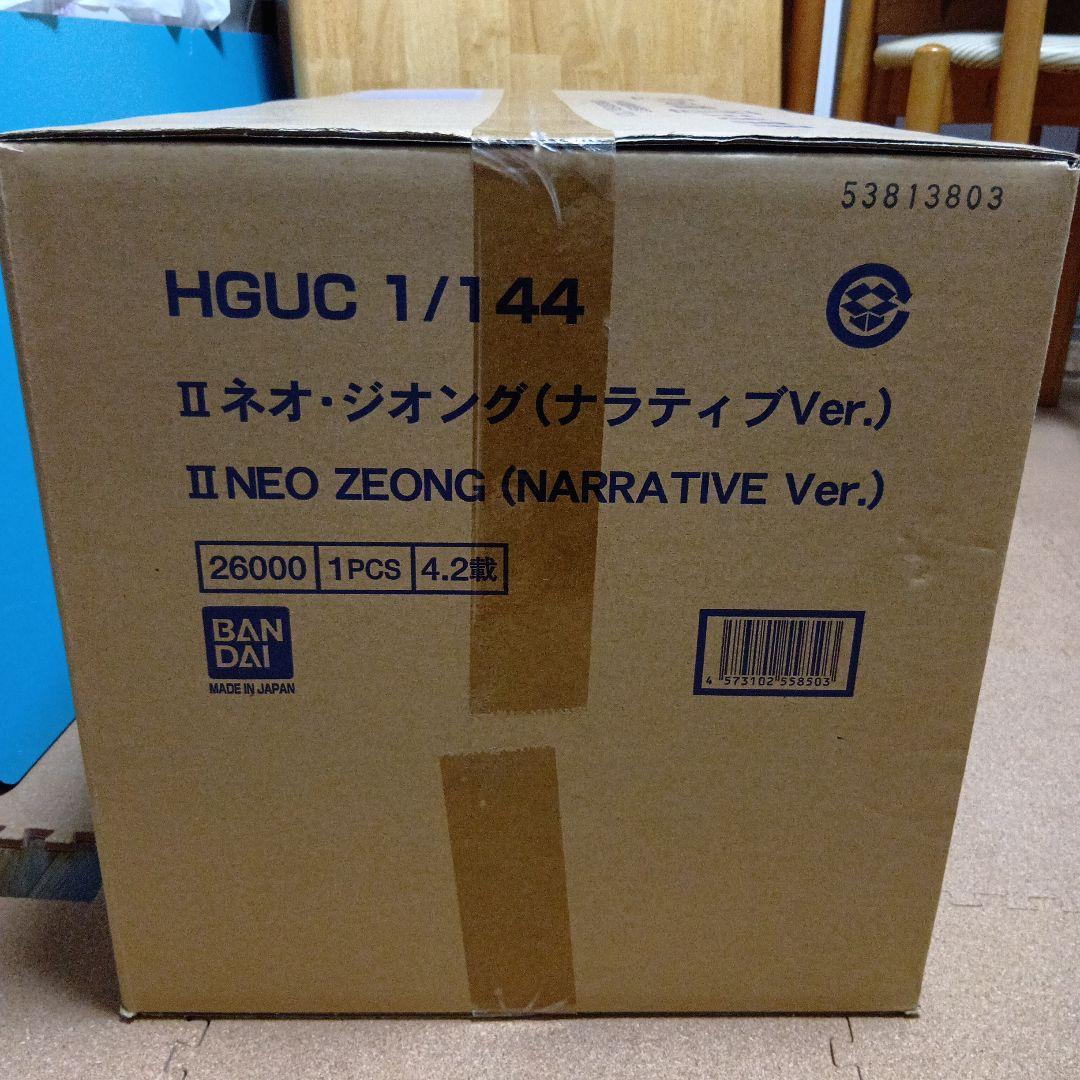 53813803
HGUC 1/144
Ⅱネオ・ジオング(ナラティブVer.)
ⅡNEO ZEONG (NARRATIVE Ver.)
26000 1PCS 4.2載
BAN
DAI
MADE IN JAPAN
4 573102 558503